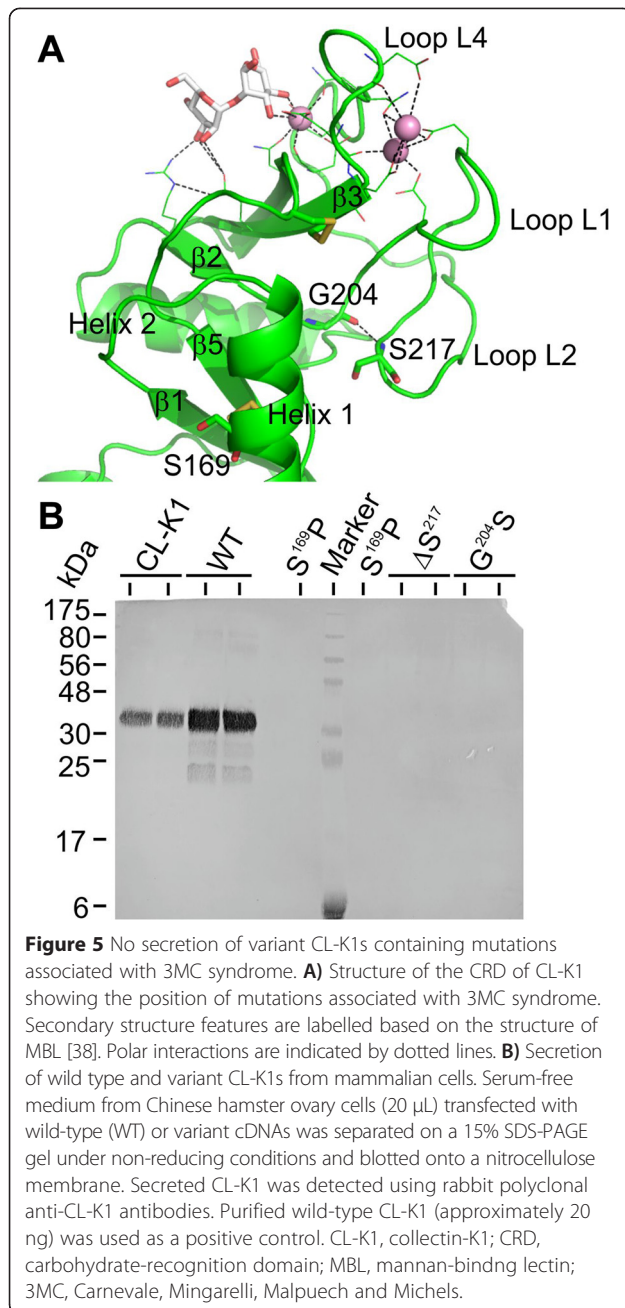 A
Loop L4
β3
Loop L1
β2
G204
Helix 2
β5
S217
Loop L2
β1
Helix 1
S169
B
kDa
CL-K1
WT
S¹⁶⁹P
Marker
S¹⁶⁹P
ΔS²¹⁷
G²⁰⁴S
175
80
56
48
30
25
17
6
Figure 5 No secretion of variant CL-K1s containing mutations
associated with 3MC syndrome. A) Structure of the CRD of CL-K1
showing the position of mutations associated with 3MC syndrome.
Secondary structure features are labelled based on the structure of
MBL [38]. Polar interactions are indicated by dotted lines. B) Secretion
of wild type and variant CL-K1s from mammalian cells. Serum-free
medium from Chinese hamster ovary cells (20 μL) transfected with
wild-type (WT) or variant cDNAs was separated on a 15% SDS-PAGE
gel under non-reducing conditions and blotted onto a nitrocellulose
membrane. Secreted CL-K1 was detected using rabbit polyclonal
anti-CL-K1 antibodies. Purified wild-type CL-K1 (approximately 20
ng) was used as a positive control. CL-K1, collectin-K1; CRD,
carbohydrate-recognition domain; MBL, mannan-bindng lectin;
3MC, Carnevale, Mingarelli, Malpuech and Michels.